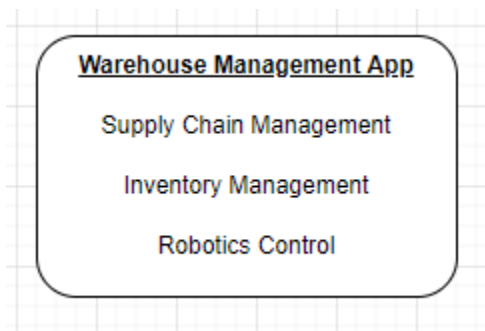 Warehouse Management App
Supply Chain Management
Inventory Management
Robotics Control